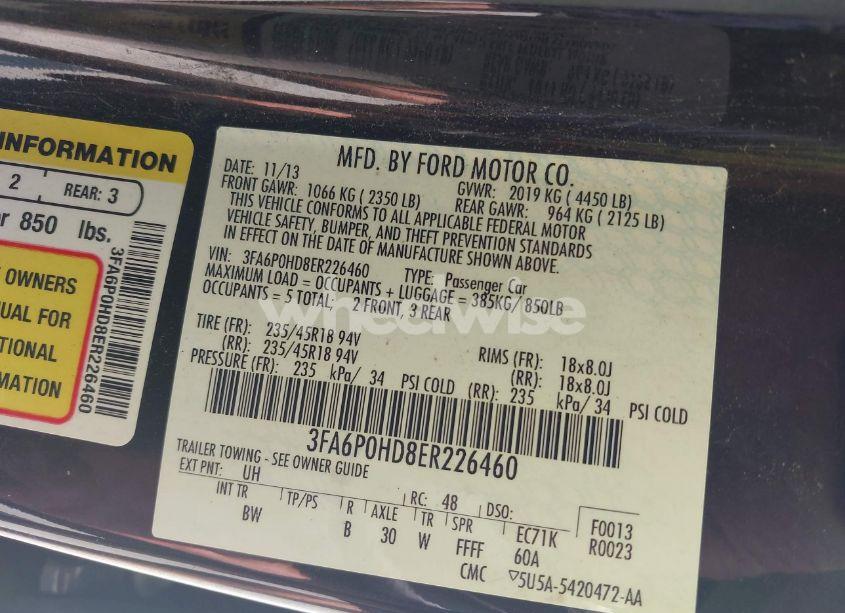 INFORMATION
2
REAR: 3
or 850 lbs.
OWNERS
MANUAL FOR
INFORMATION
3FA6P0HD8ER226460
MFD. BY FORD MOTOR CO.
DATE: 11/13
GVWR: 2019 KG ( 4450 LB)
FRONT GAWR: 1066 KG ( 2350 LB)
REAR GAWR: 964 KG ( 2125 LB)
THIS VEHICLE CONFORMS TO ALL APPLICABLE FEDERAL MOTOR
VEHICLE SAFETY, BUMPER, AND THEFT PREVENTION STANDARDS
IN EFFECT ON THE DATE OF MANUFACTURE SHOWN ABOVE.
VIN: 3FA6P0HD8ER226460
TYPE: Passenger Car
MAXIMUM LOAD = OCCUPANTS + LUGGAGE = 385KG/ 850LB
OCCUPANTS = 5 TOTAL; 2 FRONT, 3 REAR
wheelwise
TIRE (FR): 235/45R18 94V
RIMS (FR): 18x8.0J
(RR): 235/45R18 94V
(RR): 18x8.0J
PRESSURE (FR): 235 kPa/ 34 PSI COLD
(RR): 235 kPa/ 34 PSI COLD
3FA6P0HD8ER226460
TRAILER TOWING - SEE OWNER GUIDE
EXT PNT: UH
RC: 48
DSO:
INT TR
TP/PS
R
AXLE
TR
SPR
EC71K
F0013
BW
B
30
W
FFFF
60A
R0023
CMC
▽5U5A-5420472-AA